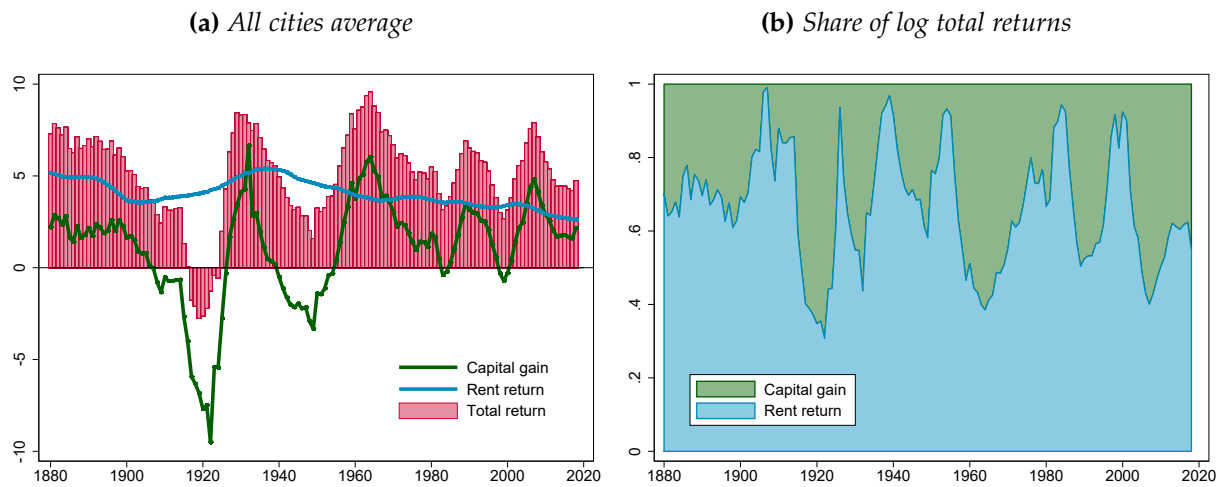 (a) All cities average
10
5
0
-5
-10
1880 1900 1920 1940 1960 1980 2000 2020
Capital gain
Rent return
Total return
(b) Share of log total returns
1
.8
.6
.4
.2
0
1880 1900 1920 1940 1960 1980 2000 2020
Capital gain
Rent return